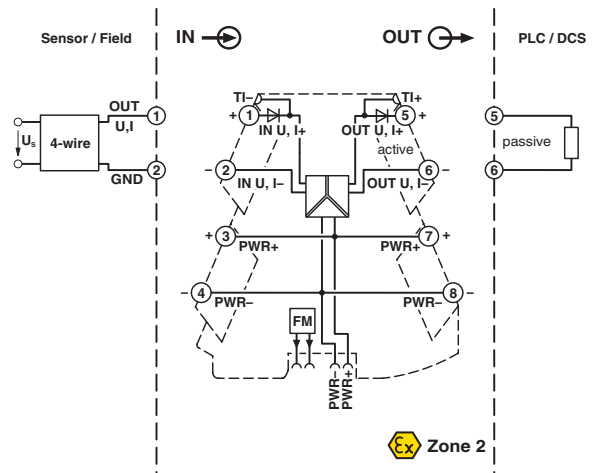 Sensor / Field
IN
OUT
PLC / DCS
TI–
TI+
OUT
1
+ 1
5 +
5
U,I
IN U, I+
OUT U, I+
Us
4-wire
active
passive
2
– 2
6 –
6
GND
IN U, I–
OUT U, I–
+ 3
7 +
PWR+
PWR+
– 4
8 –
PWR–
PWR–
FM
PWR–
PWR+
Ex Zone 2